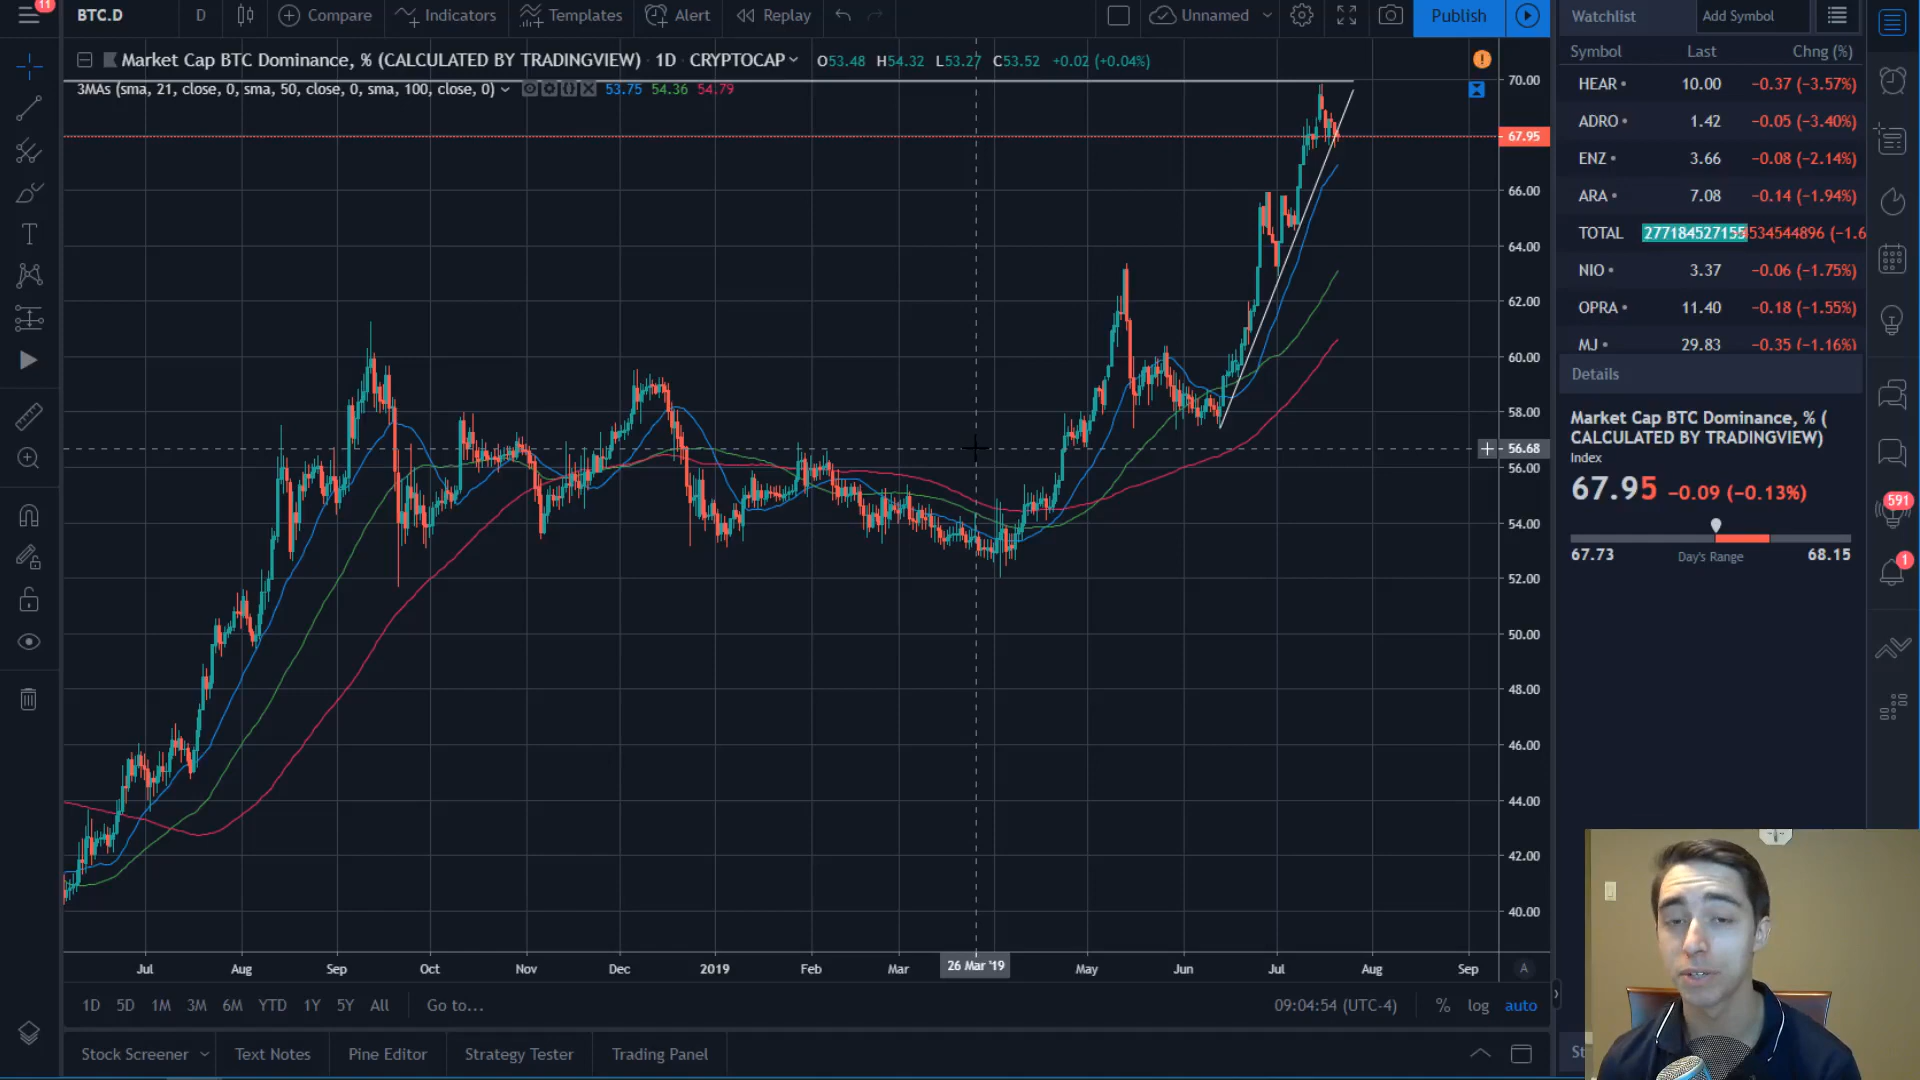 11
BTC.D D Compare Indicators Templates Alert Replay Unnamed Publish
Market Cap BTC Dominance, % (CALCULATED BY TRADINGVIEW) · 1D · CRYPTOCAP O53.48 H54.32 L53.27 C53.52 +0.02 (+0.04%)
3MAs (sma, 21, close, 0, sma, 50, close, 0, sma, 100, close, 0) 53.75 54.36 54.79
70.00
67.95
66.00
64.00
62.00
60.00
58.00
56.68
56.00
54.00
52.00
50.00
48.00
46.00
44.00
42.00
40.00
Jul Aug Sep Oct Nov Dec 2019 Feb Mar 26 Mar '19 May Jun Jul Aug Sep A
1D 5D 1M 3M 6M YTD 1Y 5Y All Go to... 09:04:54 (UTC-4) % log auto
Stock Screener Text Notes Pine Editor Strategy Tester Trading Panel
Watchlist Add Symbol
Symbol Last Chng (%)
HEAR 10.00 −0.37 (−3.57%)
ADRO 1.42 −0.05 (−3.40%)
ENZ 3.66 −0.08 (−2.14%)
ARA 7.08 −0.14 (−1.94%)
TOTAL 277184527155 534544896 (−1.6
NIO 3.37 −0.06 (−1.75%)
OPRA 11.40 −0.18 (−1.55%)
MJ 29.83 −0.35 (−1.16%)
Details
Market Cap BTC Dominance, % (
CALCULATED BY TRADINGVIEW)
Index
67.95 −0.09 (−0.13%)
67.73 Day's Range 68.15
591
1
St